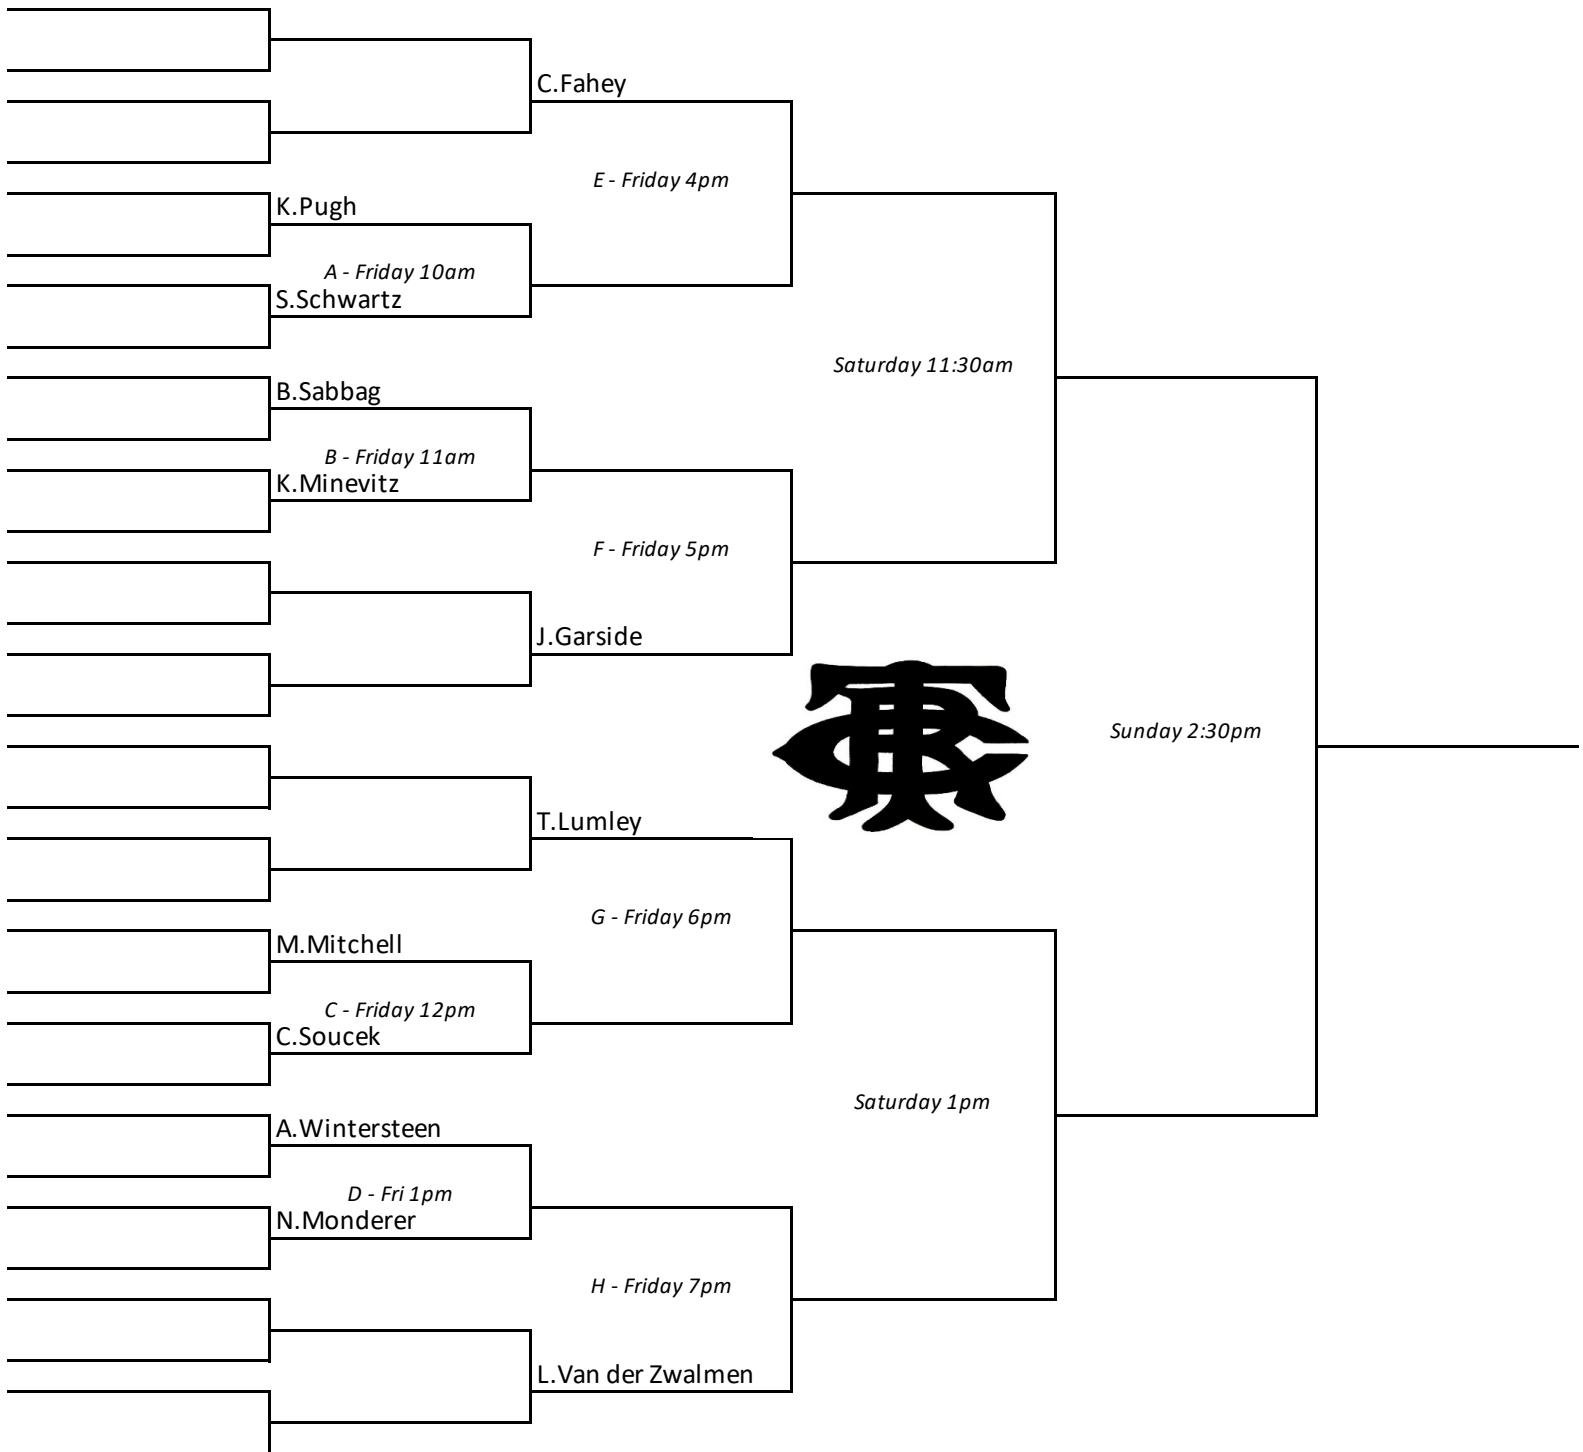 C.Fahey
E - Friday 4pm
K.Pugh
A - Friday 10am
S.Schwartz
Saturday 11:30am
B.Sabbag
B - Friday 11am
K.Minevitz
F - Friday 5pm
J.Garside
Sunday 2:30pm
T.Lumley
G - Friday 6pm
M.Mitchell
C - Friday 12pm
C.Soucek
Saturday 1pm
A.Wintersteen
D - Fri 1pm
N.Monderer
H - Friday 7pm
L.Van der Zwalmen